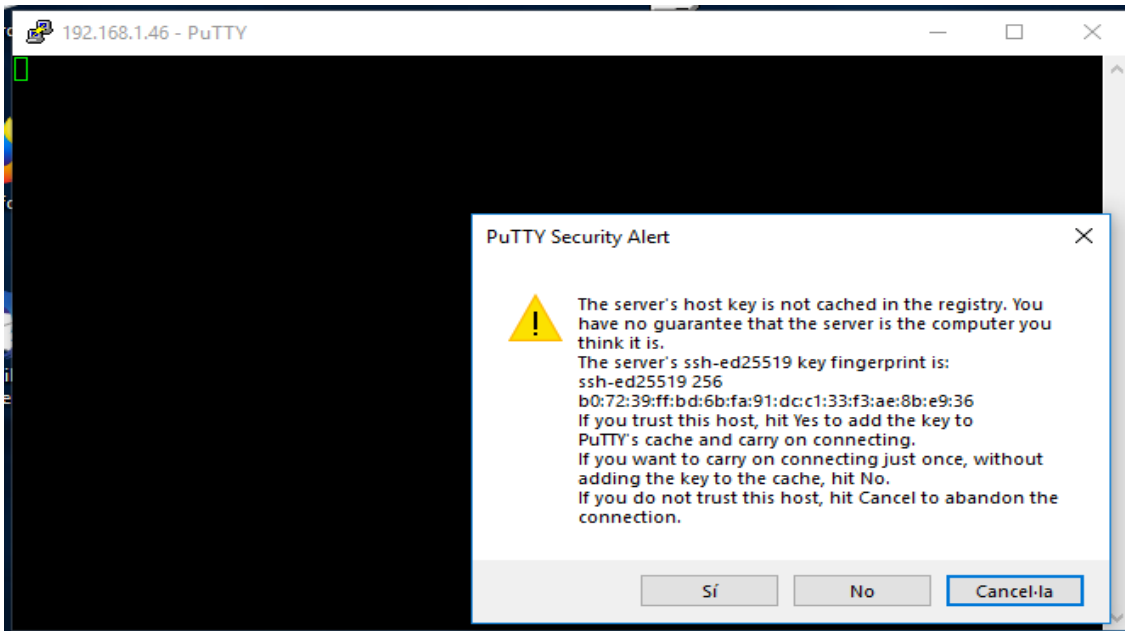 192.168.1.46 - PuTTY
PuTTY Security Alert
The server's host key is not cached in the registry. You
have no guarantee that the server is the computer you
think it is.
The server's ssh-ed25519 key fingerprint is:
ssh-ed25519 256
b0:72:39:ff:bd:6b:fa:91:dc:c1:33:f3:ae:8b:e9:36
If you trust this host, hit Yes to add the key to
PuTTY's cache and carry on connecting.
If you want to carry on connecting just once, without
adding the key to the cache, hit No.
If you do not trust this host, hit Cancel to abandon the
connection.
Sí No Cancel·la